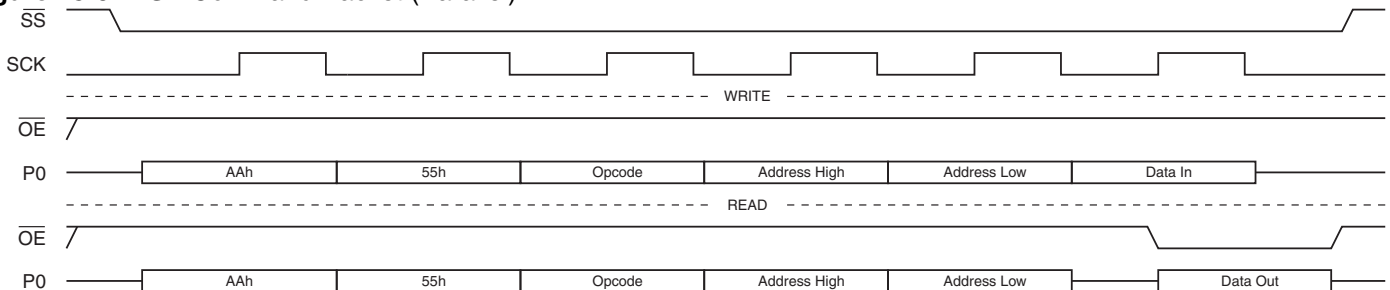 SS
SCK
WRITE
OE
P0 AAh 55h Opcode Address High Address Low Data In
READ
OE
P0 AAh 55h Opcode Address High Address Low Data Out